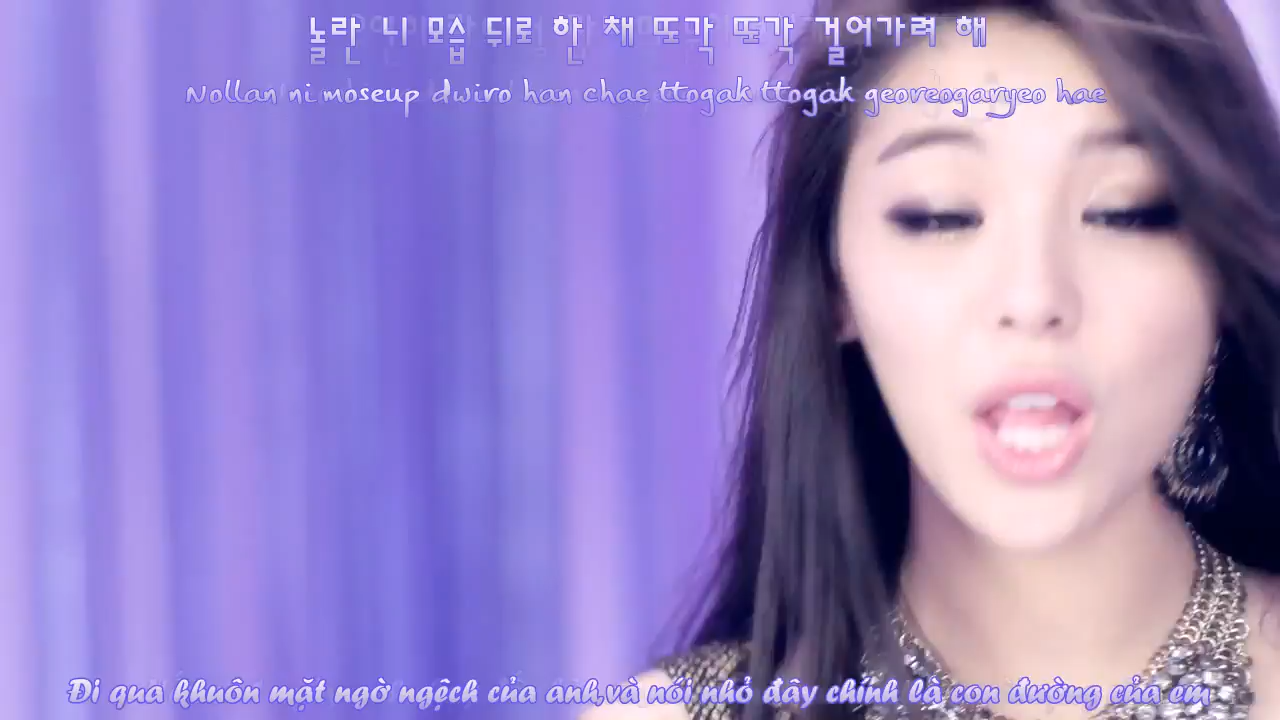 놀란 니 모습 뒤로 한 채 또각 또각 걸어가려 해
Nollan ni moseup dwiro han chae ttogak ttogak georeogaryeo hae
Đi qua khuôn mặt ngờ nghệch của anh,và nói nhỏ đây chính là con đường của em